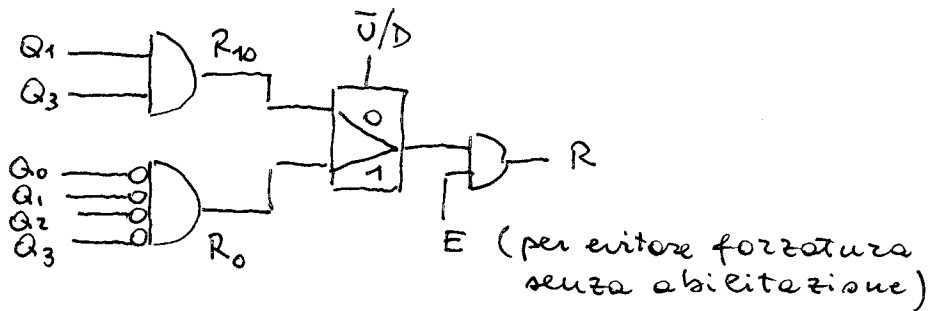 U̅/D
Q1
R10
Q3
0
1
R
Q0
Q1
Q2
Q3
R0
E (per evitare forzatura
senza abilitazione)